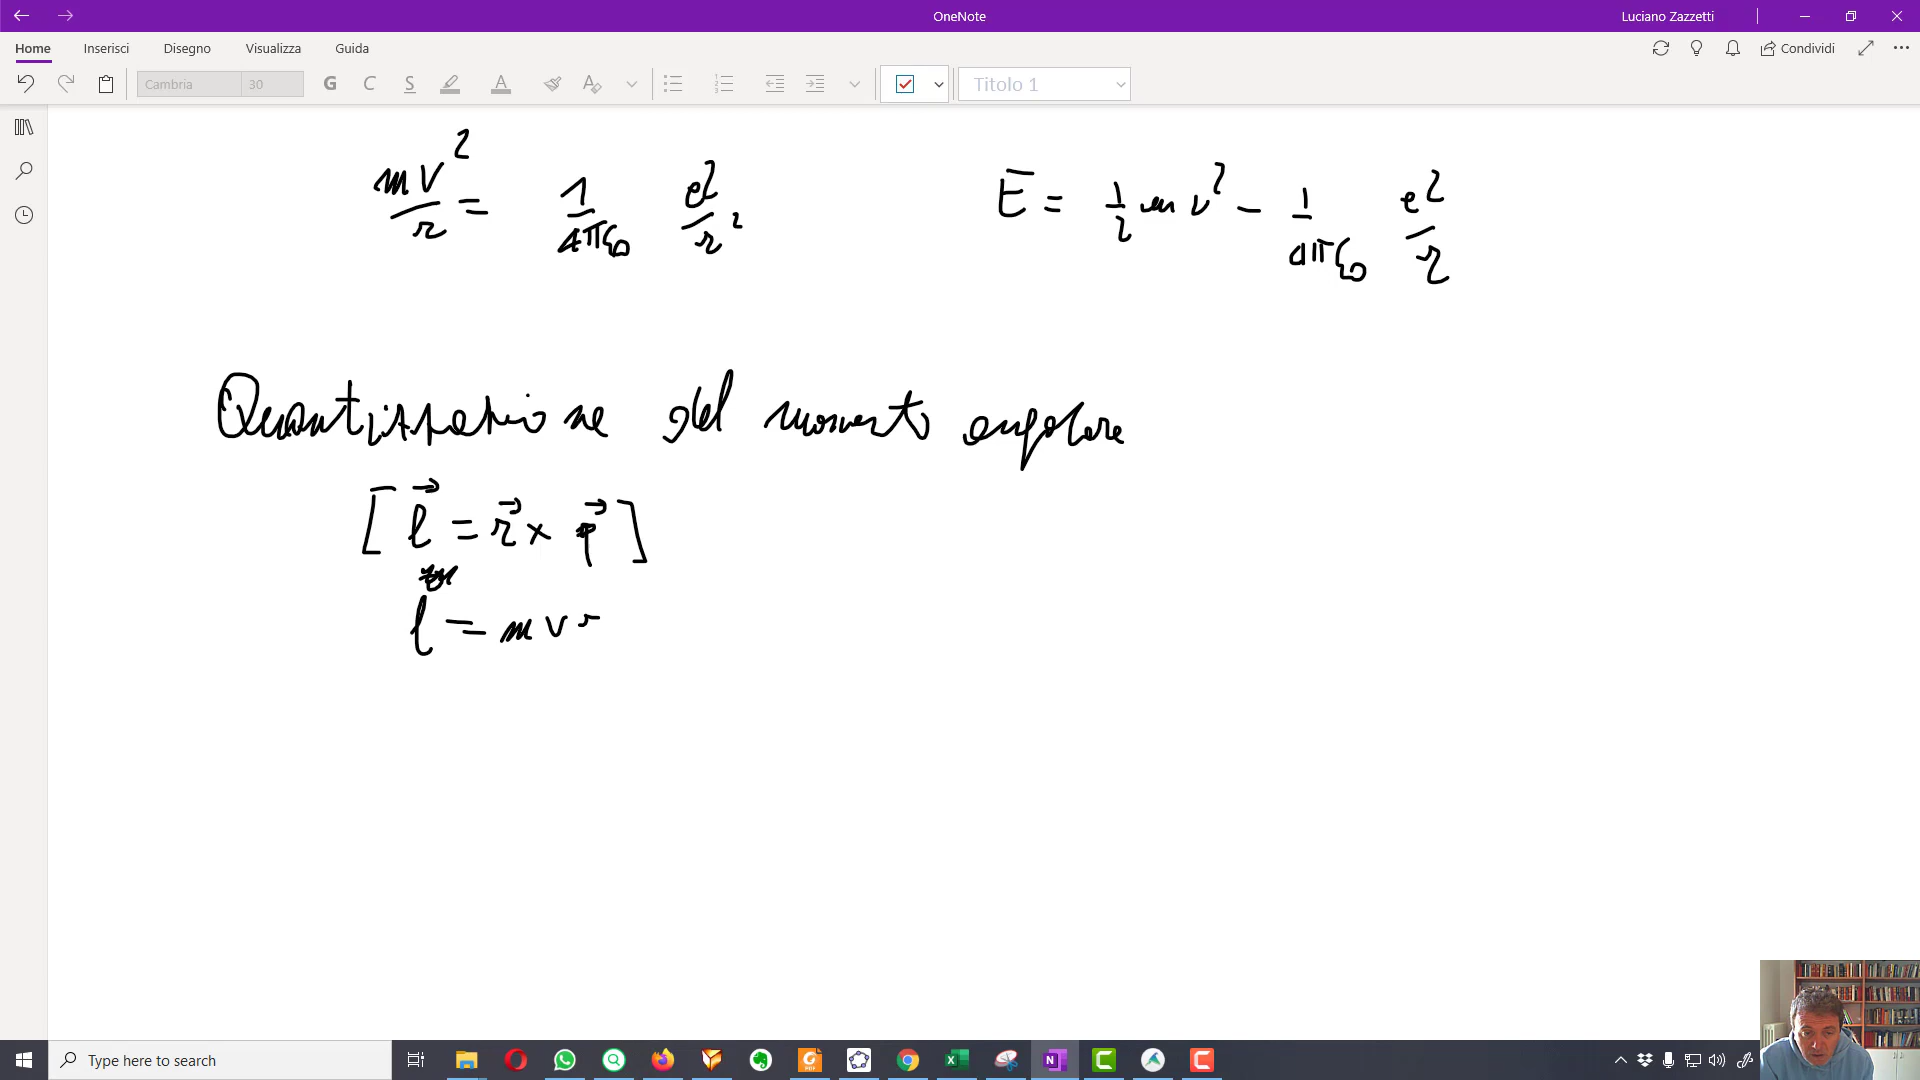 OneNote
Luciano Zazzetti
Home Inserisci Disegno Visualizza Guida
Condividi
Cambria 30 G C S A A Titolo 1
mv²/r = 1/4πε₀ e²/r²
E = 1/2 mv² - 1/4πε₀ e²/r
Quantizzazione del momento angolare
[ l⃗ = r⃗ × p⃗ ]
l = mvr
Type here to search